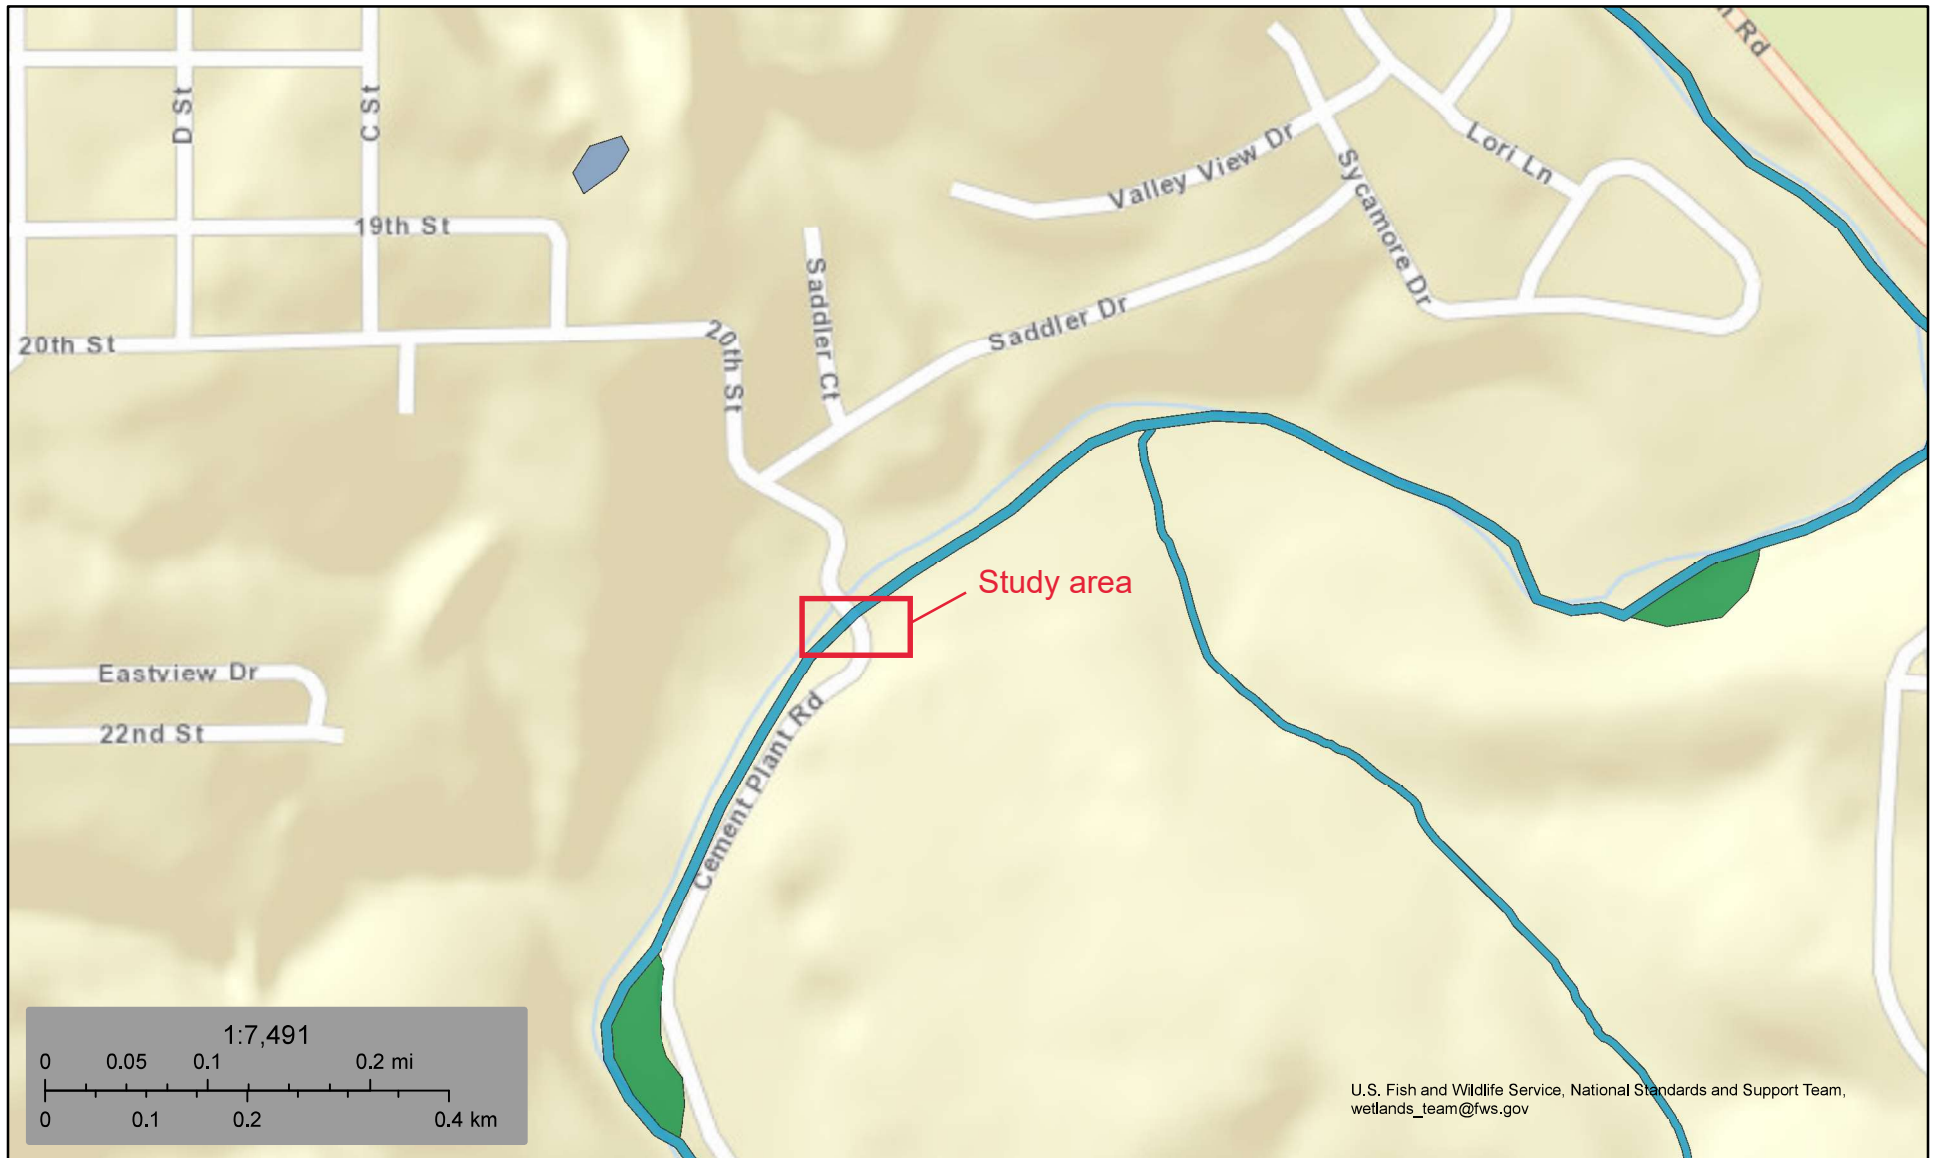 n Rd
D St
C St
Lori Ln
Valley View Dr
Sycamore Dr
19th St
Saddler Ct
Saddler Dr
20th St
20th St
Study area
Eastview Dr
22nd St
Cement Plant Rd
1:7,491
0 0.05 0.1 0.2 mi
0 0.1 0.2 0.4 km
U.S. Fish and Wildlife Service, National Standards and Support Team,
wetlands_team@fws.gov